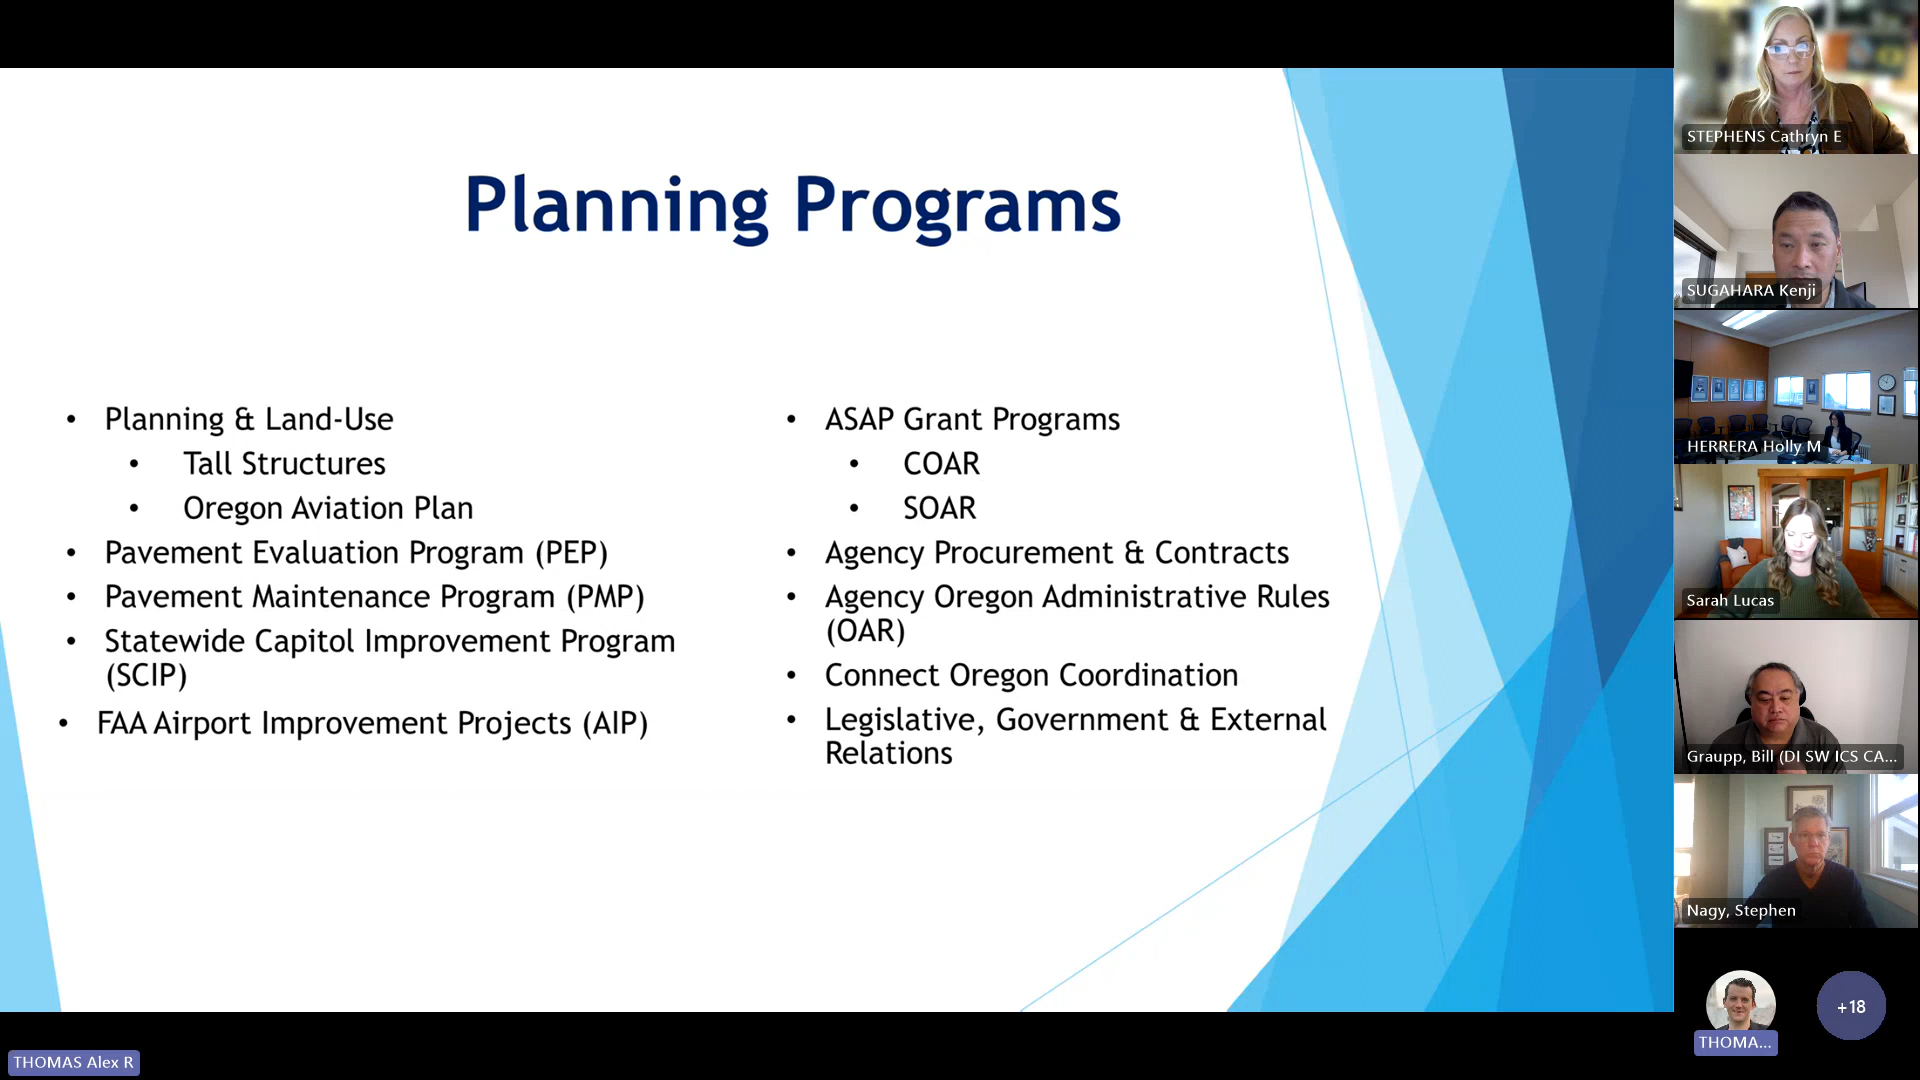 Planning Programs
• Planning & Land-Use
• Tall Structures
• Oregon Aviation Plan
• Pavement Evaluation Program (PEP)
• Pavement Maintenance Program (PMP)
• Statewide Capitol Improvement Program
(SCIP)
• FAA Airport Improvement Projects (AIP)
• ASAP Grant Programs
• COAR
• SOAR
• Agency Procurement & Contracts
• Agency Oregon Administrative Rules
(OAR)
• Connect Oregon Coordination
• Legislative, Government & External
Relations
STEPHENS Cathryn E
SUGAHARA Kenji
HERRERA Holly M
Sarah Lucas
Graupp, Bill (DI SW ICS CA...
Nagy, Stephen
THOMA...
+18
THOMAS Alex R